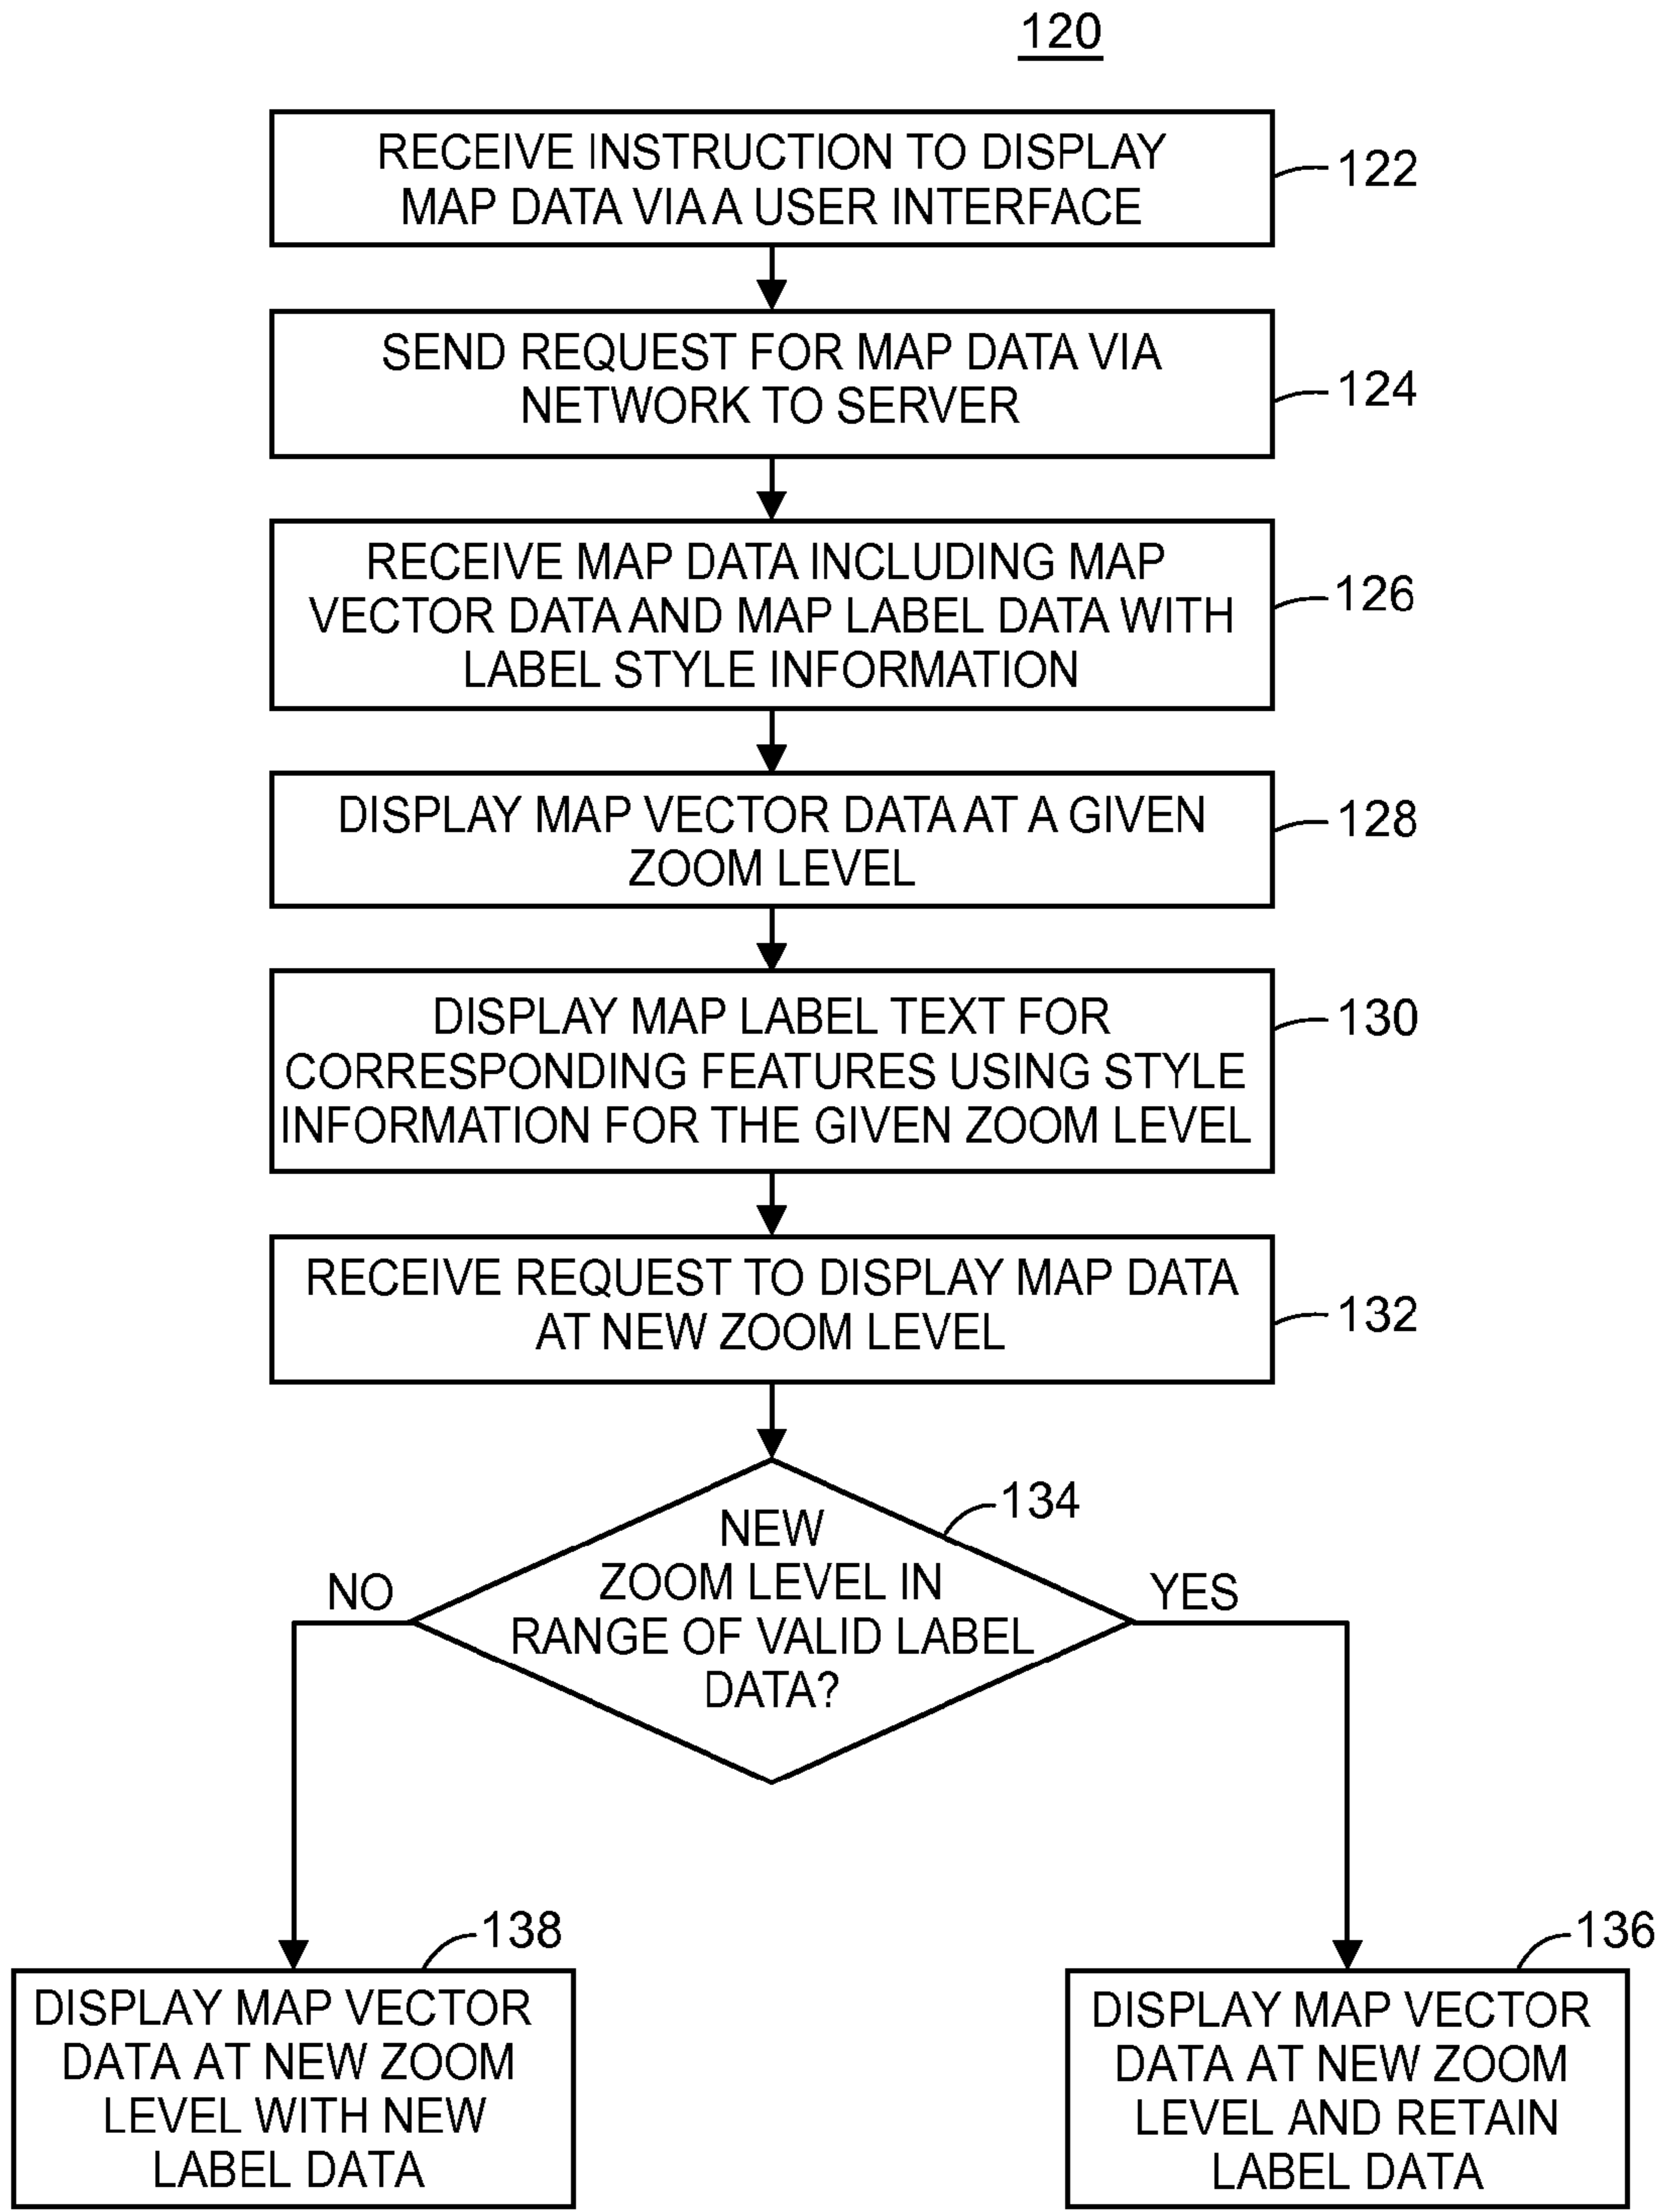 120
RECEIVE INSTRUCTION TO DISPLAY
MAP DATA VIA A USER INTERFACE
122
SEND REQUEST FOR MAP DATA VIA
NETWORK TO SERVER
124
RECEIVE MAP DATA INCLUDING MAP
VECTOR DATA AND MAP LABEL DATA WITH
LABEL STYLE INFORMATION
126
DISPLAY MAP VECTOR DATA AT A GIVEN
ZOOM LEVEL
128
DISPLAY MAP LABEL TEXT FOR
CORRESPONDING FEATURES USING STYLE
INFORMATION FOR THE GIVEN ZOOM LEVEL
130
RECEIVE REQUEST TO DISPLAY MAP DATA
AT NEW ZOOM LEVEL
132
134
NEW
ZOOM LEVEL IN
RANGE OF VALID LABEL
DATA?
NO
YES
138
DISPLAY MAP VECTOR
DATA AT NEW ZOOM
LEVEL WITH NEW
LABEL DATA
136
DISPLAY MAP VECTOR
DATA AT NEW ZOOM
LEVEL AND RETAIN
LABEL DATA